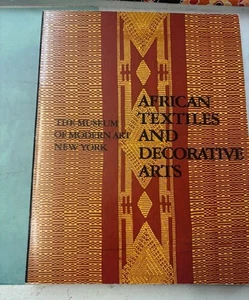 THE MUSEUM
OF MODERN ART
NEW YORK
AFRICAN
TEXTILES
AND
DECORATIVE
ARTS